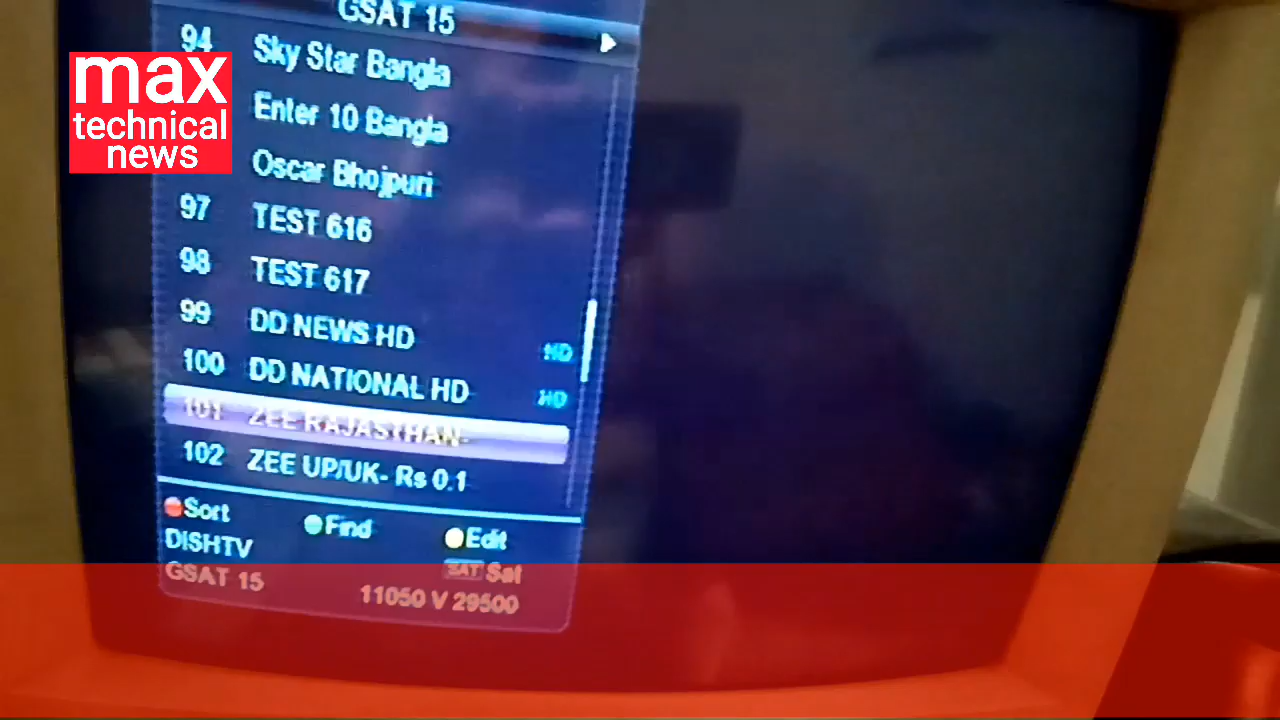 GSAT 15
94 Sky Star Bangla
max
technical
news
Enter 10 Bangla
Oscar Bhojpuri
97 TEST 616
98 TEST 617
99 DD NEWS HD HD
100 DD NATIONAL HD HD
101 ZEE RAJASTHAN-
102 ZEE UP/UK- Rs 0.1
Sort Find Edit
DISHTV SAT Sat
GSAT 15 11050 V 29500